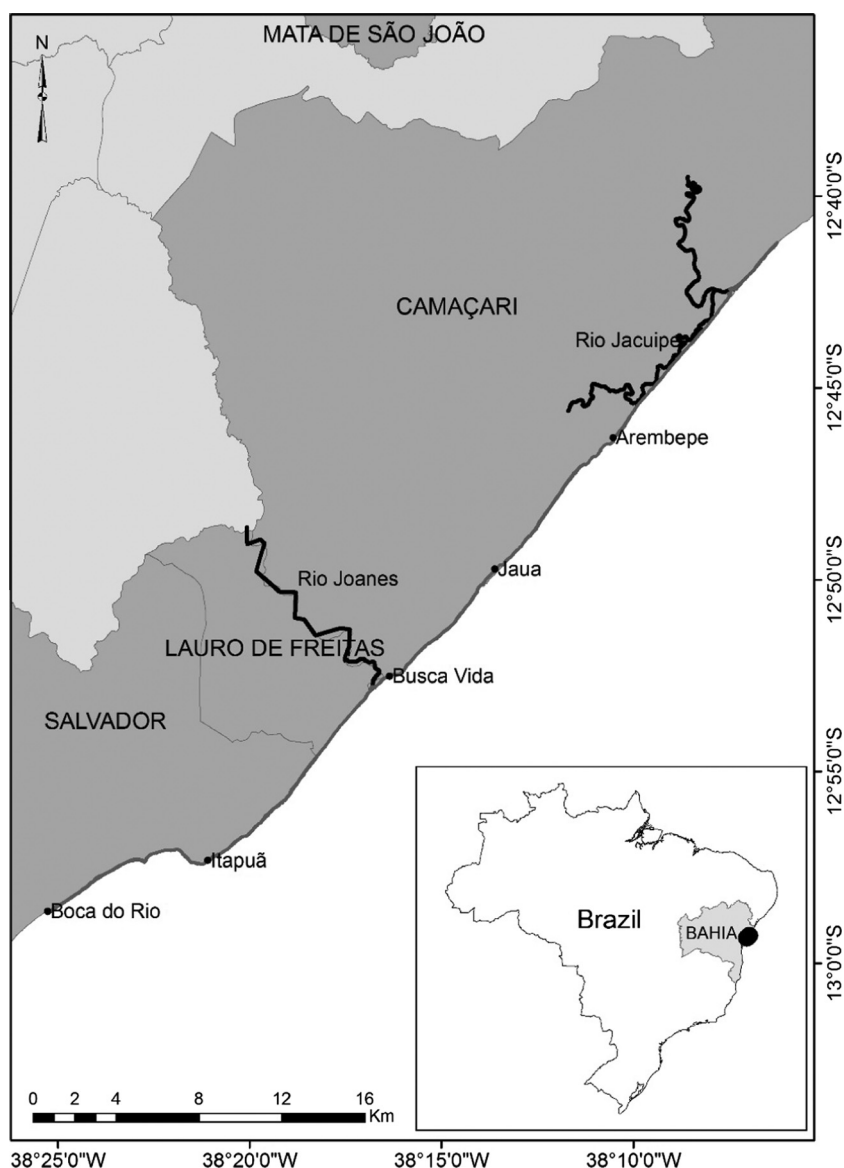 MATA DE SÃO JOÃO
N
12°40'0"S
CAMAÇARI
Rio Jacuipe
12°45'0"S
Arembepe
Jaua
12°50'0"S
Rio Joanes
LAURO DE FREITAS
Busca Vida
SALVADOR
12°55'0"S
Itapuã
Boca do Rio
Brazil
BAHIA
13°0'0"S
0 2 4 8 12 16
Km
38°25'0"W 38°20'0"W 38°15'0"W 38°10'0"W